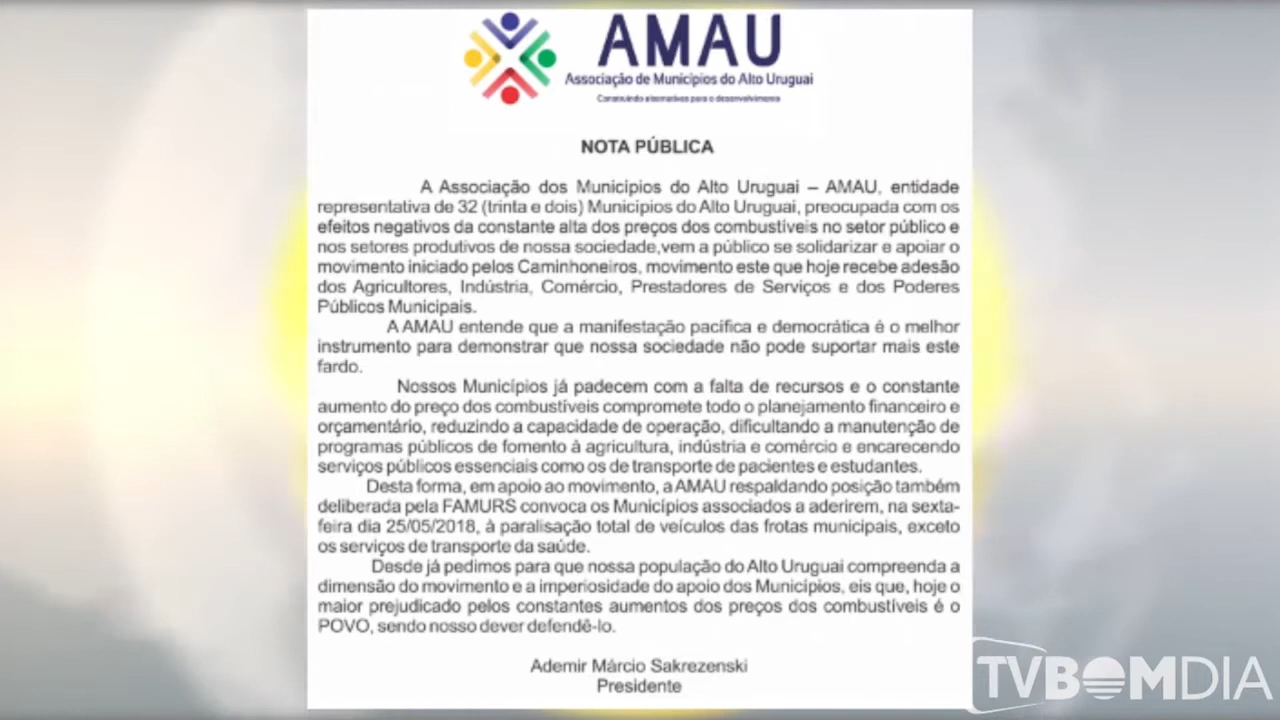 AMAU
Associação de Municípios do Alto Uruguai
Construindo alternativas para o desenvolvimento
NOTA PÚBLICA
A Associação dos Municípios do Alto Uruguai – AMAU, entidade
representativa de 32 (trinta e dois) Municípios do Alto Uruguai, preocupada com os
efeitos negativos da constante alta dos preços dos combustíveis no setor público e
nos setores produtivos de nossa sociedade,vem a público se solidarizar e apoiar o
movimento iniciado pelos Caminhoneiros, movimento este que hoje recebe adesão
dos Agricultores, Indústria, Comércio, Prestadores de Serviços e dos Poderes
Públicos Municipais.
A AMAU entende que a manifestação pacifica e democrática é o melhor
instrumento para demonstrar que nossa sociedade não pode suportar mais este
fardo.
Nossos Municípios já padecem com a falta de recursos e o constante
aumento do preço dos combustíveis compromete todo o planejamento financeiro e
orçamentário, reduzindo a capacidade de operação, dificultando a manutenção de
programas públicos de fomento à agricultura, indústria e comércio e encarecendo
serviços públicos essenciais como os de transporte de pacientes e estudantes.
Desta forma, em apoio ao movimento, a AMAU respaldando posição também
deliberada pela FAMURS convoca os Municípios associados a aderirem, na sexta-
feira dia 25/05/2018, à paralisação total de veículos das frotas municipais, exceto
os serviços de transporte da saúde.
Desde já pedimos para que nossa população do Alto Uruguai compreenda a
dimensão do movimento e a imperiosidade do apoio dos Municípios, eis que, hoje o
maior prejudicado pelos constantes aumentos dos preços dos combustíveis é o
POVO, sendo nosso dever defendê-lo.
Ademir Márcio Sakrezenski
Presidente
TVBOMDIA